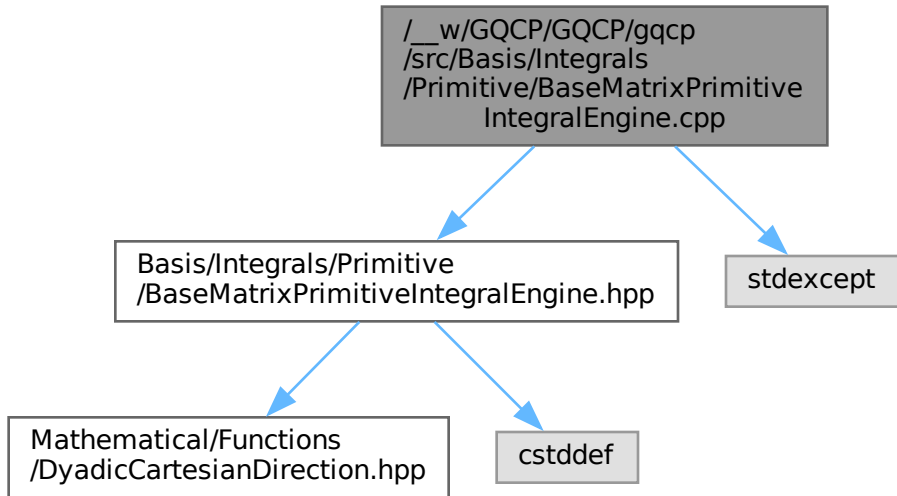 /__w/GQCP/GQCP/gqcp
/src/Basis/Integrals
/Primitive/BaseMatrixPrimitive
IntegralEngine.cpp
Basis/Integrals/Primitive
/BaseMatrixPrimitiveIntegralEngine.hpp
stdexcept
Mathematical/Functions
/DyadicCartesianDirection.hpp
cstddef